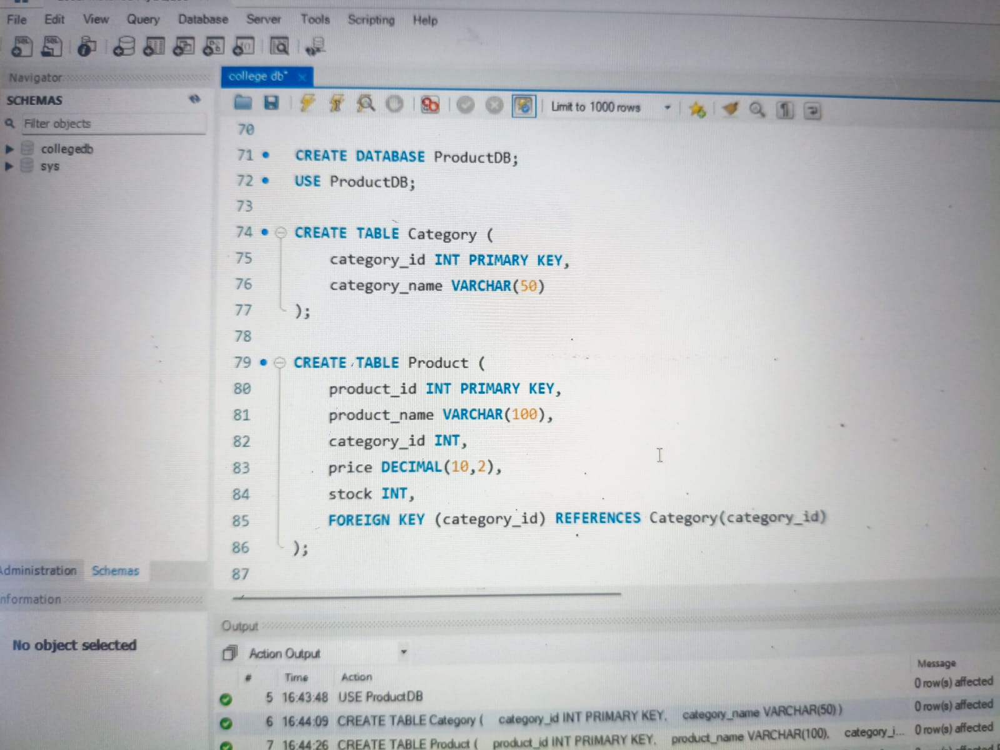 File Edit View Query Database Server Tools Scripting Help
Navigator
SCHEMAS
Filter objects
collegedb
sys
college db*
Limit to 1000 rows
70
71 CREATE DATABASE ProductDB;
72 USE ProductDB;
73
74 CREATE TABLE Category (
75 category_id INT PRIMARY KEY,
76 category_name VARCHAR(50)
77 );
78
79 CREATE TABLE Product (
80 product_id INT PRIMARY KEY,
81 product_name VARCHAR(100),
82 category_id INT,
83 price DECIMAL(10,2),
84 stock INT,
85 FOREIGN KEY (category_id) REFERENCES Category(category_id)
86 );
87
Administration Schemas
Information
No object selected
Output
Action Output
# Time Action Message
5 16:43:48 USE ProductDB 0 row(s) affected
6 16:44:09 CREATE TABLE Category ( category_id INT PRIMARY KEY, category_name VARCHAR(50) ) 0 row(s) affected
7 16:44:26 CREATE TABLE Product ( product_id INT PRIMARY KEY, product_name VARCHAR(100), category_i... 0 row(s) affected